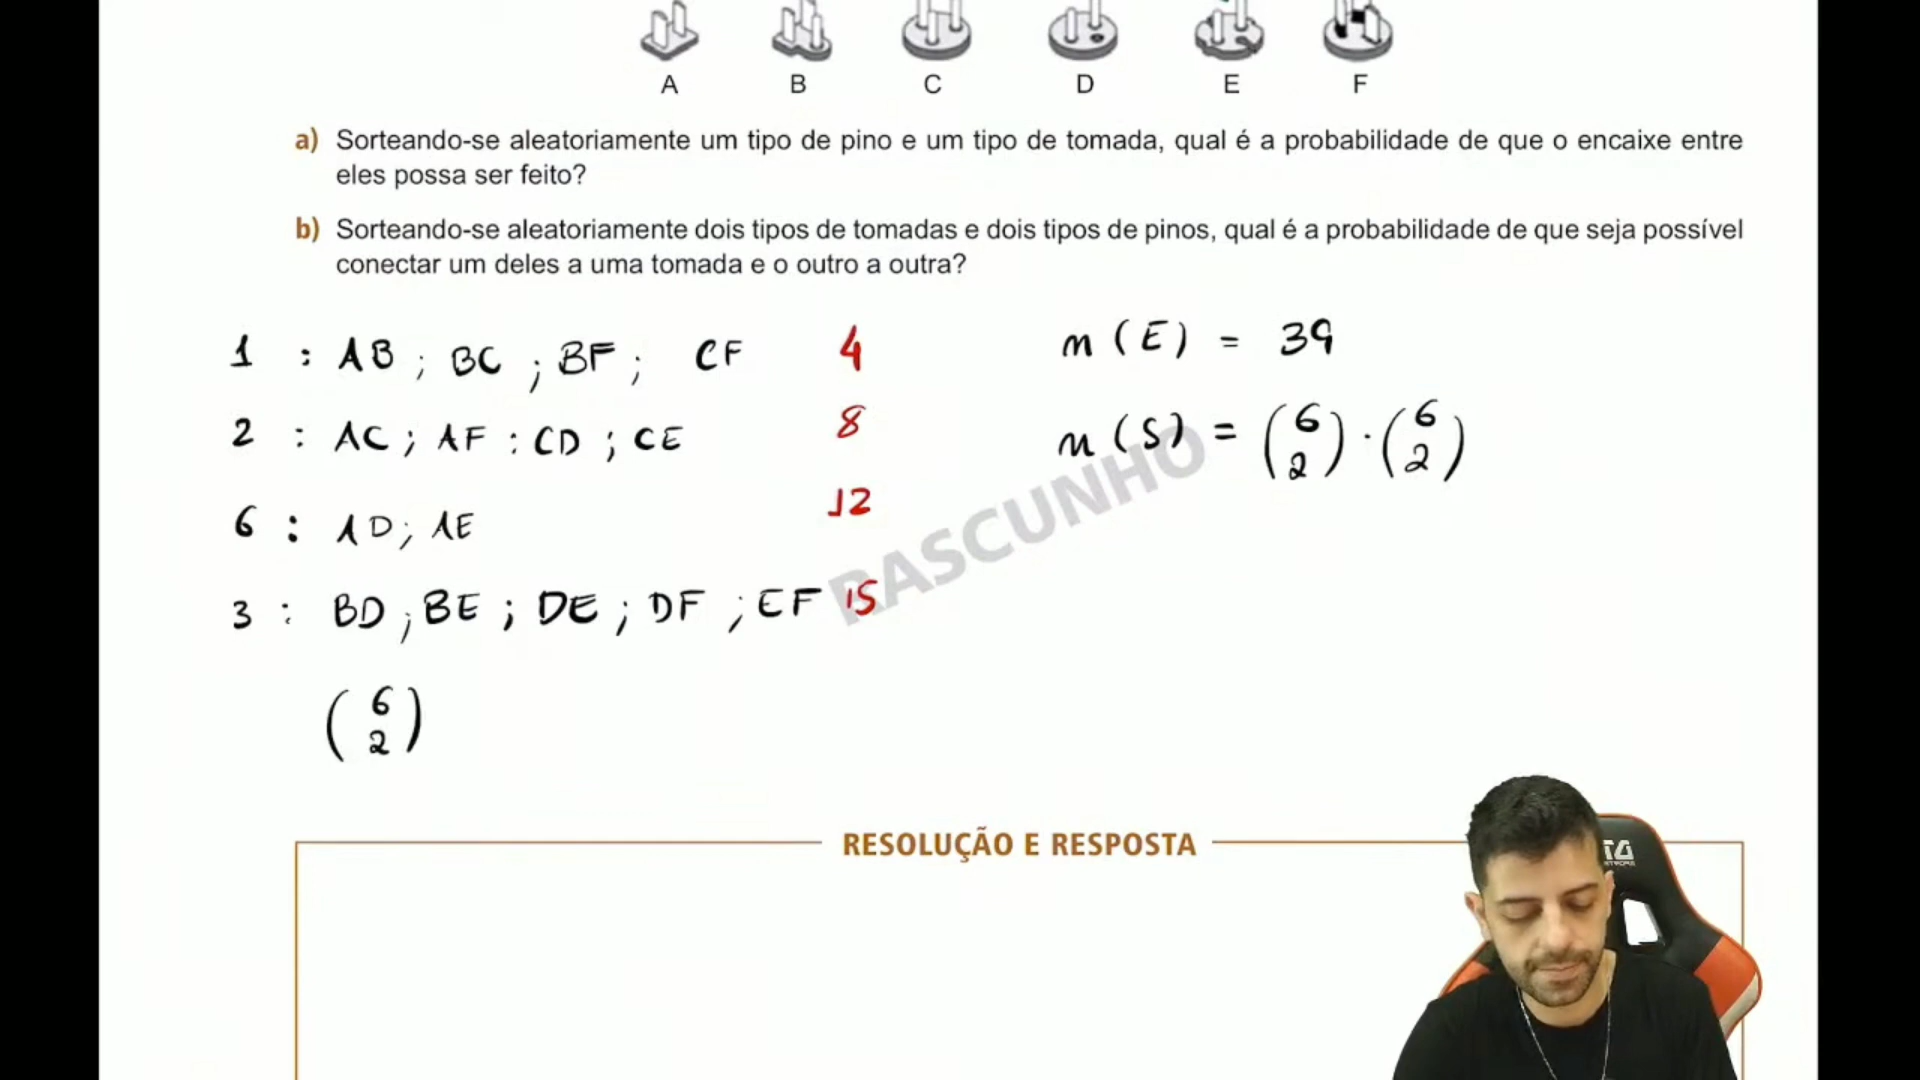 A B C D E F
a) Sorteando-se aleatoriamente um tipo de pino e um tipo de tomada, qual é a probabilidade de que o encaixe entre
eles possa ser feito?
b) Sorteando-se aleatoriamente dois tipos de tomadas e dois tipos de pinos, qual é a probabilidade de que seja possível
conectar um deles a uma tomada e o outro a outra?
1 : AB ; BC ; BF ; CF 4
2 : AC ; AF : CD ; CE 8
6 : AD ; AE 12
3 : BD ; BE ; DE ; DF ; EF 15
(6 2)
n(E) = 39
n(S) = (6 2) · (6 2)
RASCUNHO
RESOLUÇÃO E RESPOSTA